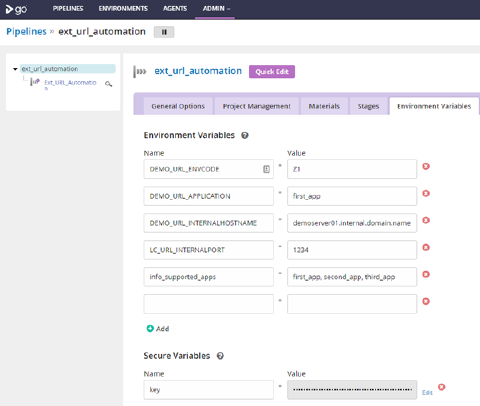 go PIPELINES ENVIRONMENTS AGENTS ADMIN
Pipelines » ext_url_automation
ext_url_automation
Ext_URL_Automatio
n
ext_url_automation Quick Edit
General Options Project Management Materials Stages Environment Variables
Environment Variables
Name Value
DEMO_URL_ENVCODE = Z1
DEMO_URL_APPLICATION = first_app
DEMO_URL_INTERNALHOSTNAME = demoserver01.internal.domain.name
LC_URL_INTERNALPORT = 1234
info_supported_apps = first_app, second_app, third_app
=
Add
Secure Variables
Name Value
key = Edit